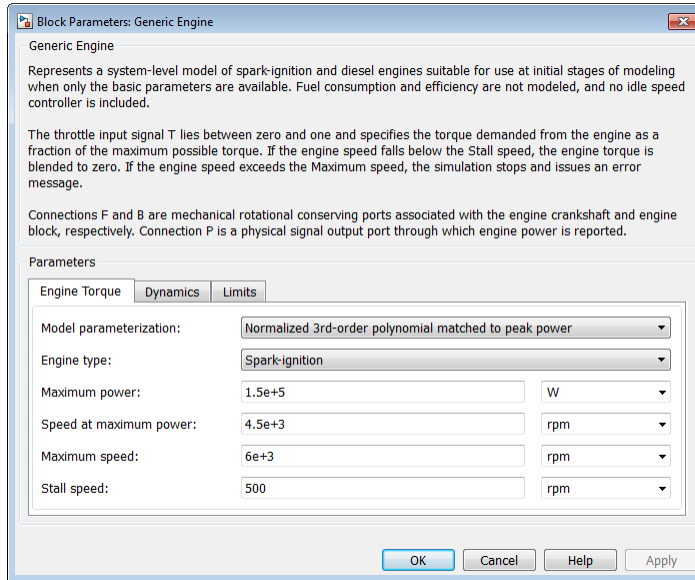 Block Parameters: Generic Engine
Generic Engine
Represents a system-level model of spark-ignition and diesel engines suitable for use at initial stages of modeling
when only the basic parameters are available. Fuel consumption and efficiency are not modeled, and no idle speed
controller is included.
The throttle input signal T lies between zero and one and specifies the torque demanded from the engine as a
fraction of the maximum possible torque. If the engine speed falls below the Stall speed, the engine torque is
blended to zero. If the engine speed exceeds the Maximum speed, the simulation stops and issues an error
message.
Connections F and B are mechanical rotational conserving ports associated with the engine crankshaft and engine
block, respectively. Connection P is a physical signal output port through which engine power is reported.
Parameters
Engine Torque Dynamics Limits
Model parameterization: Normalized 3rd-order polynomial matched to peak power
Engine type: Spark-ignition
Maximum power: 1.5e+5 W
Speed at maximum power: 4.5e+3 rpm
Maximum speed: 6e+3 rpm
Stall speed: 500 rpm
OK Cancel Help Apply